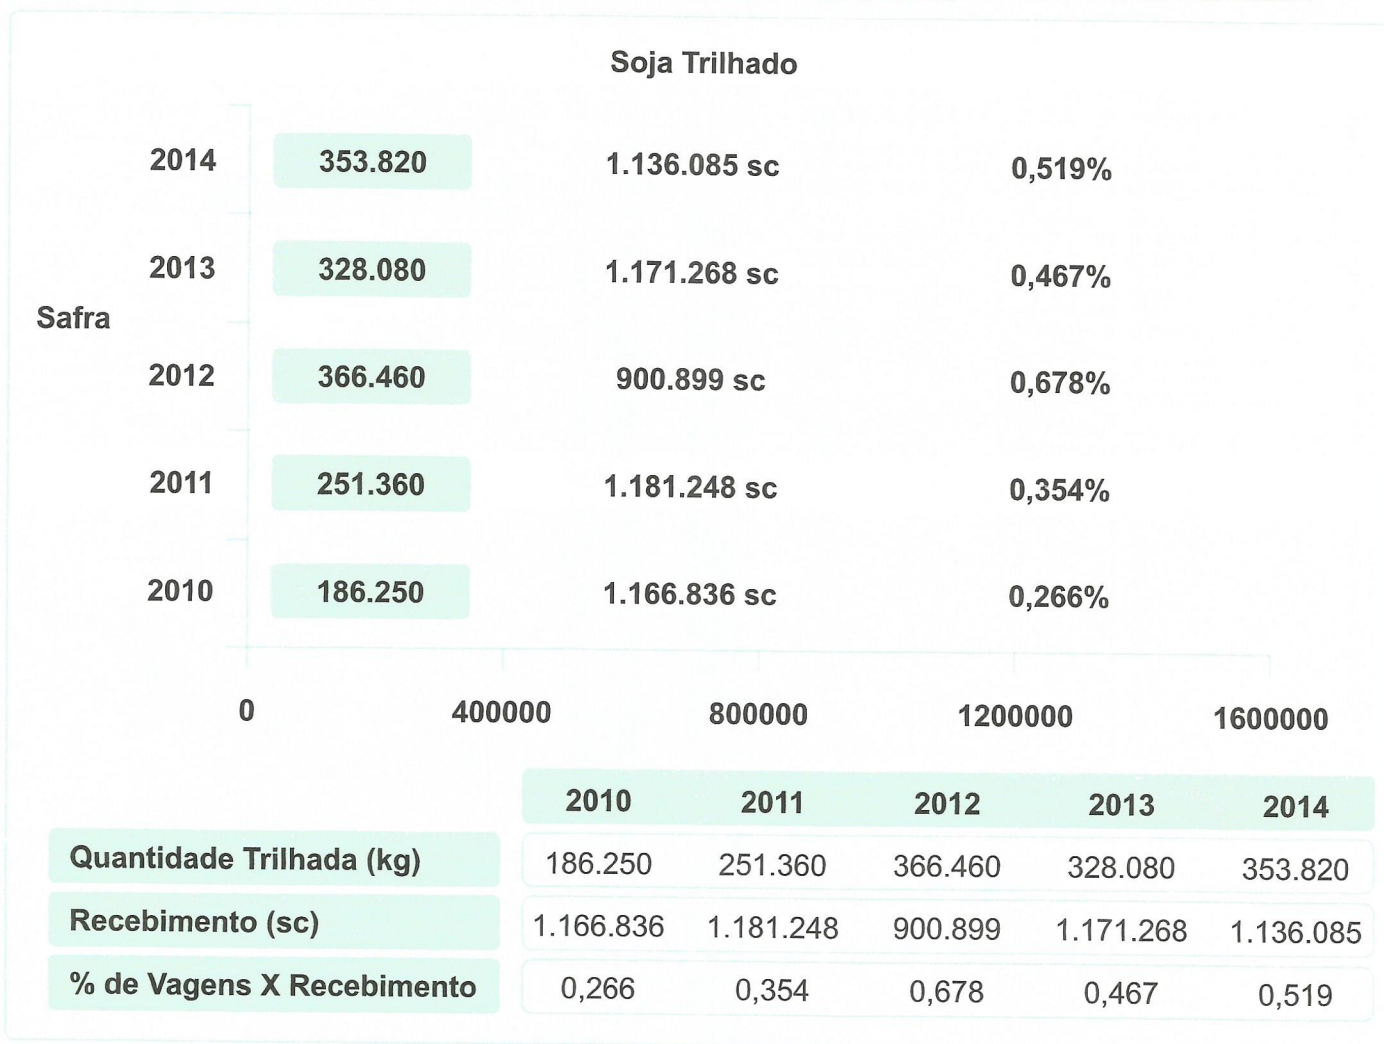 Soja Trilhado
2014 353.820 1.136.085 sc 0,519%
2013 328.080 1.171.268 sc 0,467%
Safra
2012 366.460 900.899 sc 0,678%
2011 251.360 1.181.248 sc 0,354%
2010 186.250 1.166.836 sc 0,266%
0 400000 800000 1200000 1600000
2010 2011 2012 2013 2014
Quantidade Trilhada (kg) 186.250 251.360 366.460 328.080 353.820
Recebimento (sc) 1.166.836 1.181.248 900.899 1.171.268 1.136.085
% de Vagens X Recebimento 0,266 0,354 0,678 0,467 0,519